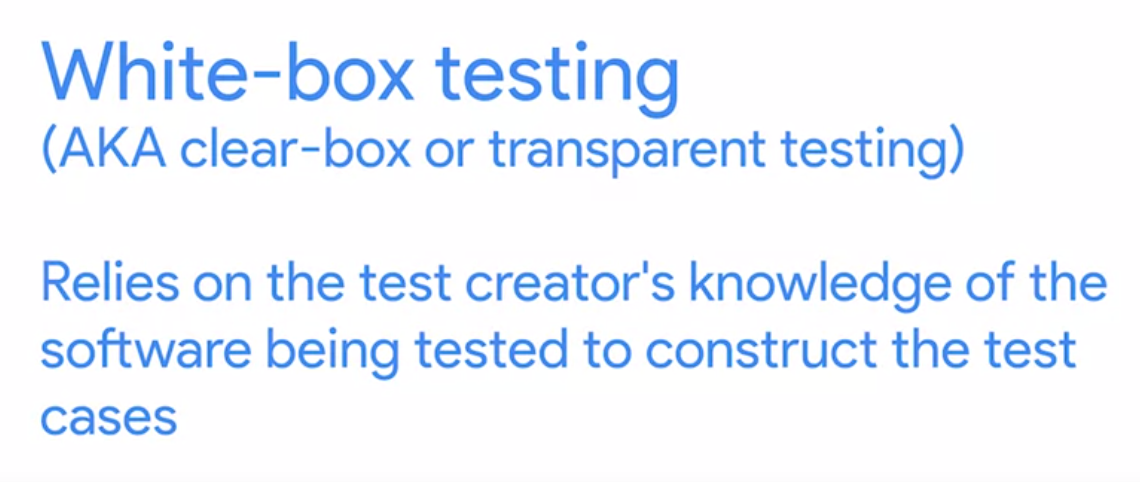 White-box testing
(AKA clear-box or transparent testing)
Relies on the test creator's knowledge of the
software being tested to construct the test
cases